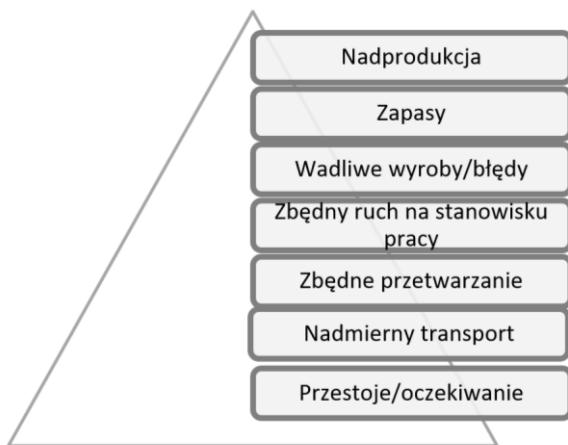 Nadprodukcja
Zapasy
Wadliwe wyroby/błędy
Zbędny ruch na stanowisku
pracy
Zbędne przetwarzanie
Nadmierny transport
Przestoje/oczekiwanie